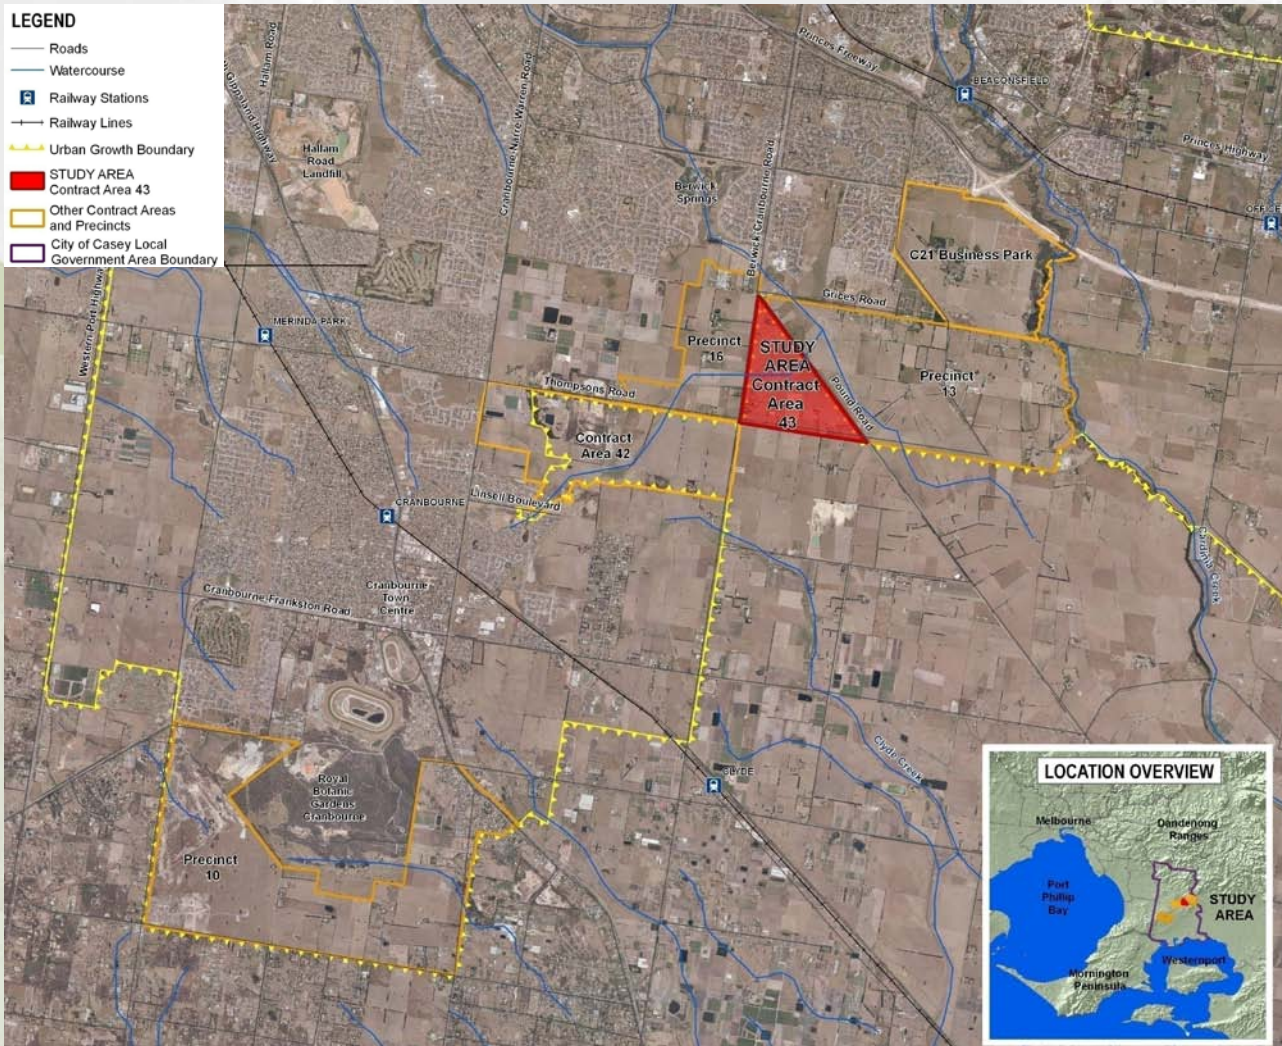 LEGEND
Roads
Watercourse
Railway Stations
Railway Lines
Urban Growth Boundary
STUDY AREA
Contract Area 43
Other Contract Areas
and Precincts
City of Casey Local
Government Area Boundary
Hallam Road
Gippsland Highway
Hallam
Road
Landfill
Cranbourne-Narre Warren Road
Berwick
Springs
Berwick-Cranbourne Road
Princes Freeway
BEACONSFIELD
Princes Highway
C21 Business Park
Grices Road
Western Port Highway
MERINDA PARK
Precinct
16
STUDY
AREA
Contract
Area
43
Pound Road
Precinct
13
Thompsons Road
Contract
Area 42
Linsell Boulevard
CRANBOURNE
Cardinia Creek
Cranbourne-Frankston Road
Cranbourne
Town
Centre
Royal
Botanic
Gardens
Cranbourne
Precinct
10
CLYDE
Clyde Creek
LOCATION OVERVIEW
Melbourne
Dandenong
Ranges
Port
Phillip
Bay
STUDY
AREA
Westernport
Mornington
Peninsula